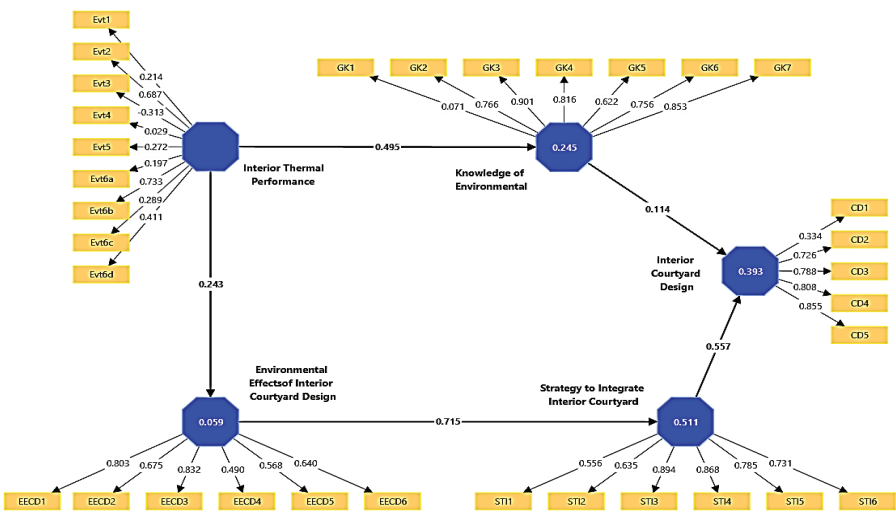 Evt1
Evt2
Evt3
Evt4
Evt5
Evt6a
Evt6b
Evt6c
Evt6d
0.214
0.687
-0.313
0.029
0.272
0.197
0.733
0.289
0.411
Interior Thermal
Performance
0.495
0.243
GK1
GK2
GK3
GK4
GK5
GK6
GK7
0.071
0.766
0.901
0.816
0.622
0.756
0.853
0.245
Knowledge of
Environmental
0.114
CD1
CD2
CD3
CD4
CD5
0.334
0.726
0.788
0.808
0.855
Interior
Courtyard
Design
0.393
0.557
Environmental
Effectsof Interior
Courtyard Design
0.059
0.715
Strategy to Integrate
Interior Courtyard
0.511
0.803
0.675
0.832
0.490
0.568
0.640
EECD1
EECD2
EECD3
EECD4
EECD5
EECD6
0.556
0.635
0.894
0.868
0.785
0.731
STI1
STI2
STI3
STI4
STI5
STI6